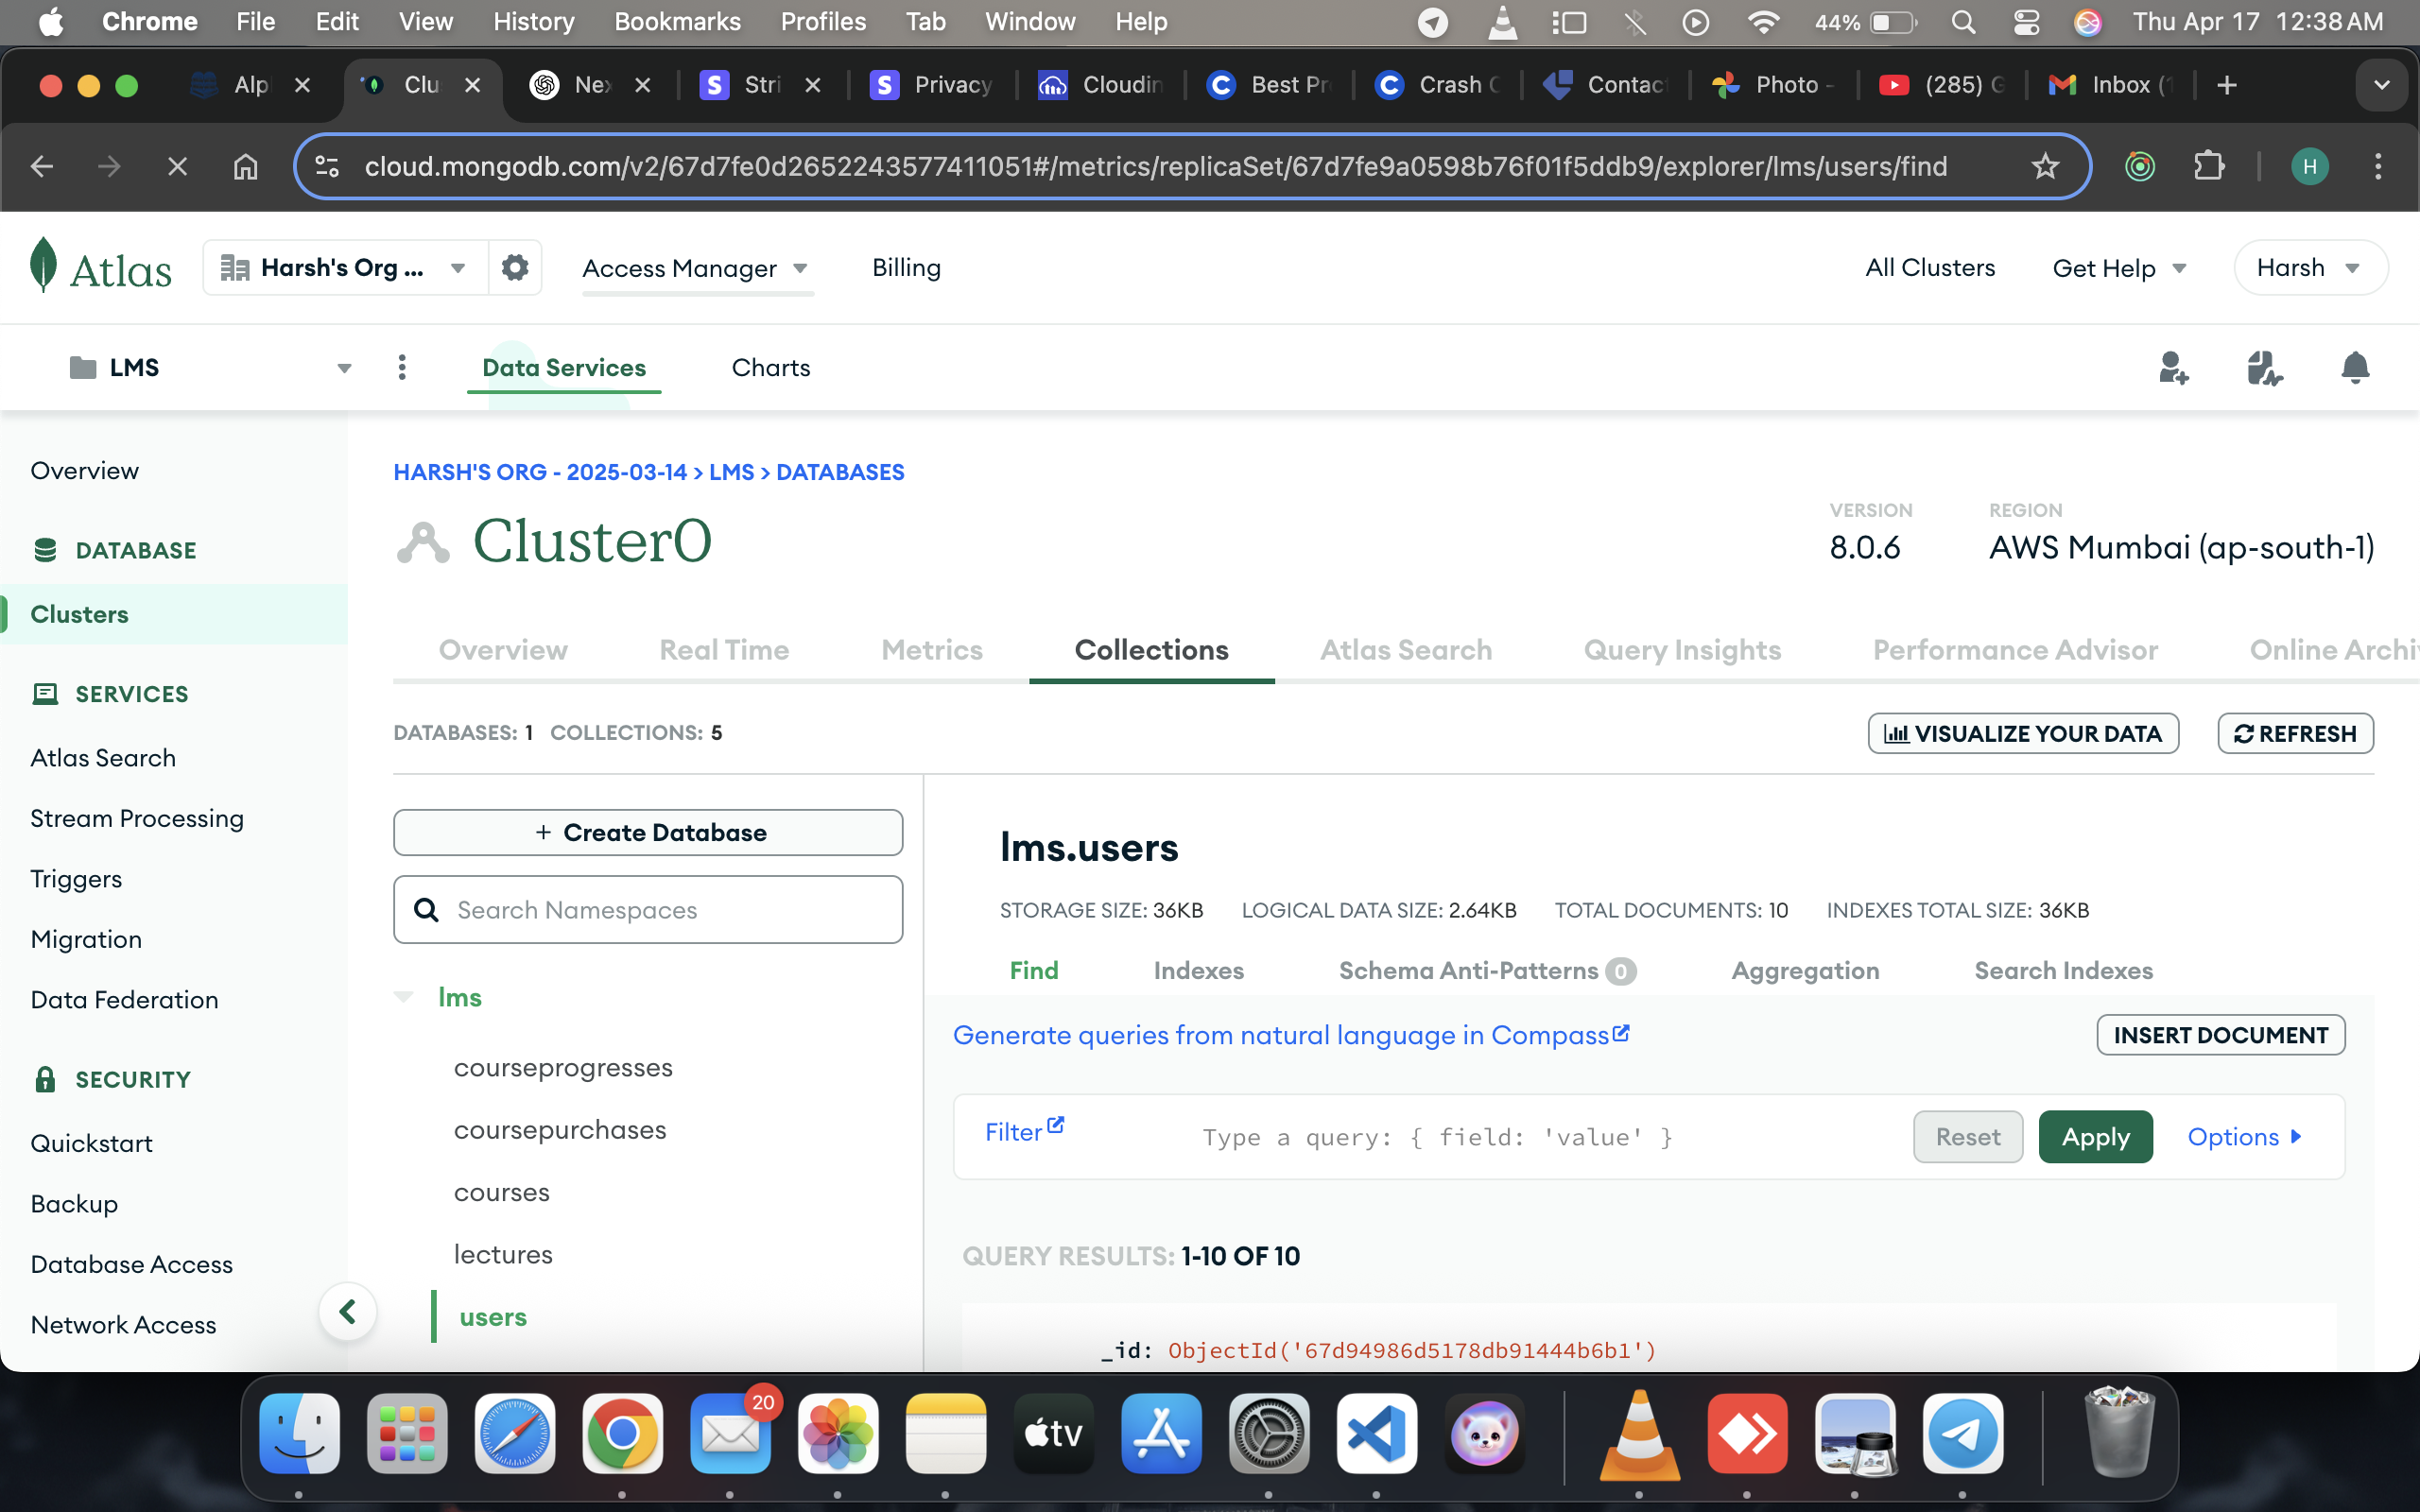 Chrome File Edit View History Bookmarks Profiles Tab Window Help 44% Thu Apr 17 12:38 AM
Alp Clu Nex Stri Privacy Cloudin Best Pr Crash C Contac Photo - (285) G Inbox (1
cloud.mongodb.com/v2/67d7fe0d2652243577411051#/metrics/replicaSet/67d7fe9a0598b76f01f5ddb9/explorer/lms/users/find H
Atlas Harsh's Org ... Access Manager Billing All Clusters Get Help Harsh
LMS Data Services Charts
Overview
DATABASE
Clusters
SERVICES
Atlas Search
Stream Processing
Triggers
Migration
Data Federation
SECURITY
Quickstart
Backup
Database Access
Network Access
HARSH'S ORG - 2025-03-14 > LMS > DATABASES
Cluster0
VERSION
8.0.6
REGION
AWS Mumbai (ap-south-1)
Overview Real Time Metrics Collections Atlas Search Query Insights Performance Advisor Online Archi
DATABASES: 1 COLLECTIONS: 5
VISUALIZE YOUR DATA REFRESH
+ Create Database
Search Namespaces
lms
courseprogresses
coursepurchases
courses
lectures
users
lms.users
STORAGE SIZE: 36KB LOGICAL DATA SIZE: 2.64KB TOTAL DOCUMENTS: 10 INDEXES TOTAL SIZE: 36KB
Find Indexes Schema Anti-Patterns 0 Aggregation Search Indexes
Generate queries from natural language in Compass
INSERT DOCUMENT
Filter Type a query: { field: 'value' } Reset Apply Options
QUERY RESULTS: 1-10 OF 10
_id: ObjectId('67d94986d5178db91444b6b1')
20
tv